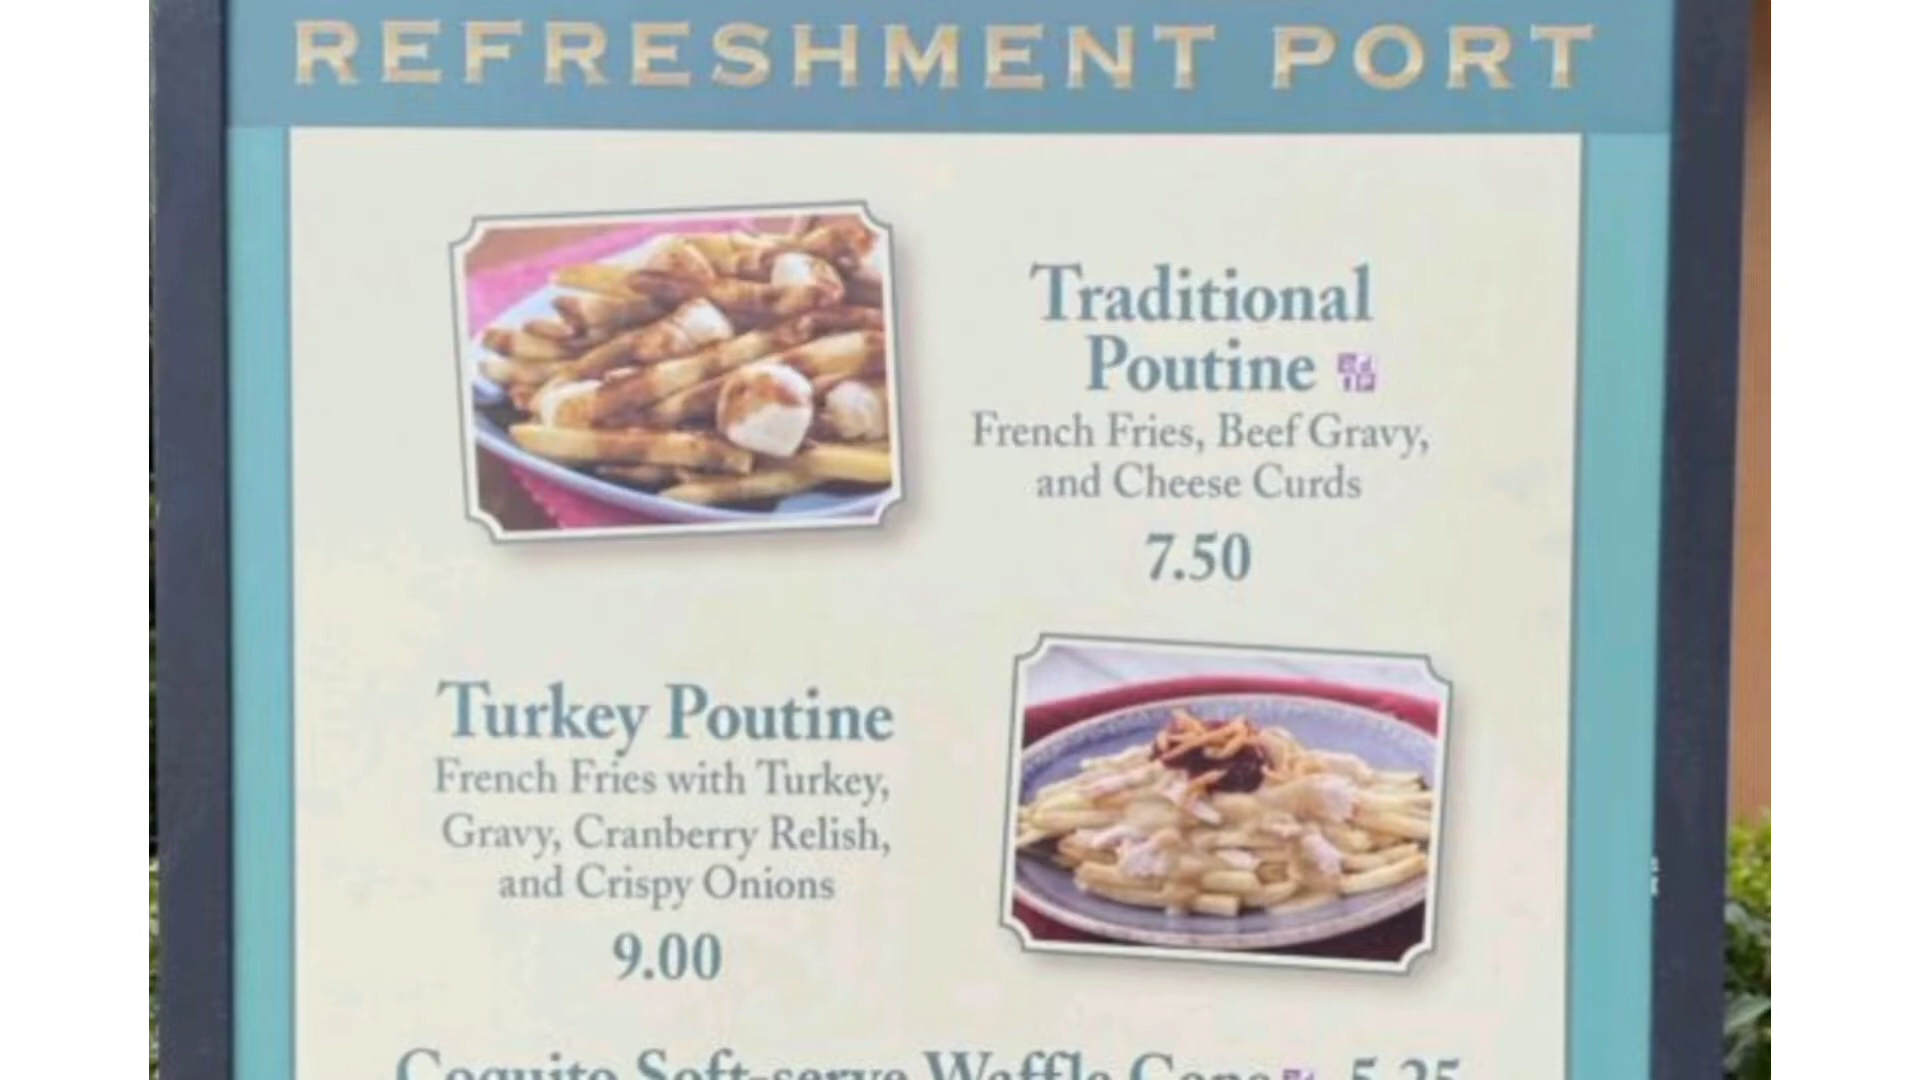 REFRESHMENT PORT
Traditional
Poutine
French Fries, Beef Gravy,
and Cheese Curds
7.50
Turkey Poutine
French Fries with Turkey,
Gravy, Cranberry Relish,
and Crispy Onions
9.00
Coquito Soft-serve Waffle Cone 5.25